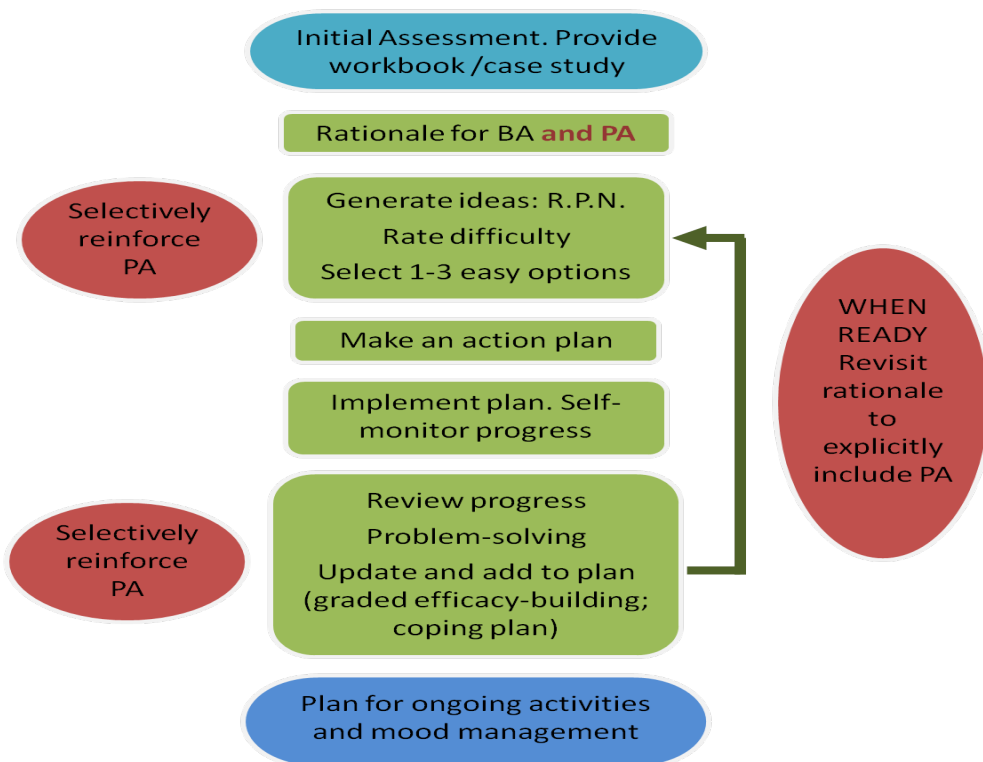 Initial Assessment. Provide
workbook /case study
Rationale for BA and PA
Selectively
reinforce
PA
Generate ideas: R.P.N.
Rate difficulty
Select 1-3 easy options
WHEN
READY
Revisit
rationale
to
explicitly
include PA
Make an action plan
Implement plan. Self-
monitor progress
Selectively
reinforce
PA
Review progress
Problem-solving
Update and add to plan
(graded efficacy-building;
coping plan)
Plan for ongoing activities
and mood management